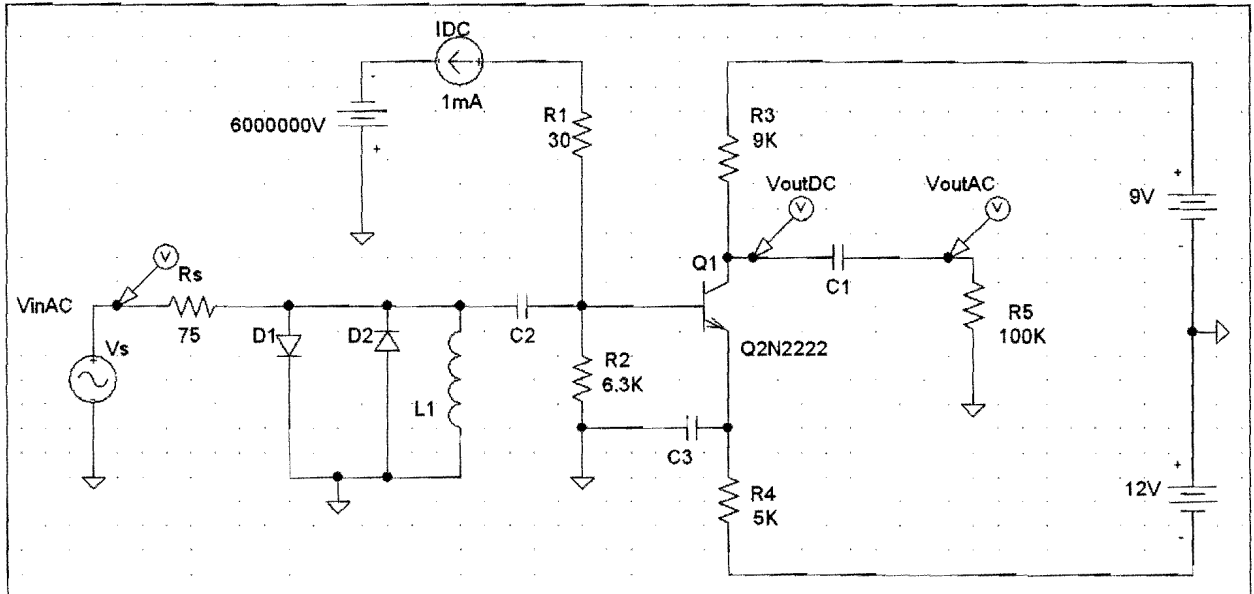 IDC
1mA
6000000V
-
+
R1
30
R3
9K
VoutDC
VoutAC
9V
+
-
V
V
V
VinAC
Rs
75
Vs
+
D1
D2
L1
C2
R2
6.3K
Q1
Q2N2222
C1
R5
100K
C3
R4
5K
12V
+
-